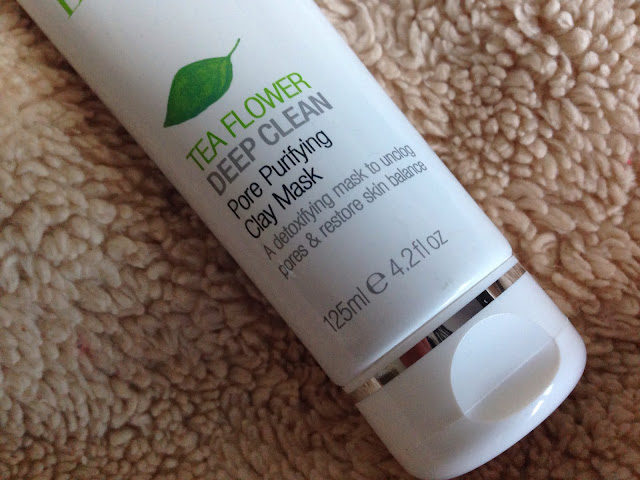 TEA FLOWER
DEEP CLEAN
Pore Purifying
Clay Mask
A detoxifying mask to unclog
pores & restore skin balance
125ml e 4.2fl oz